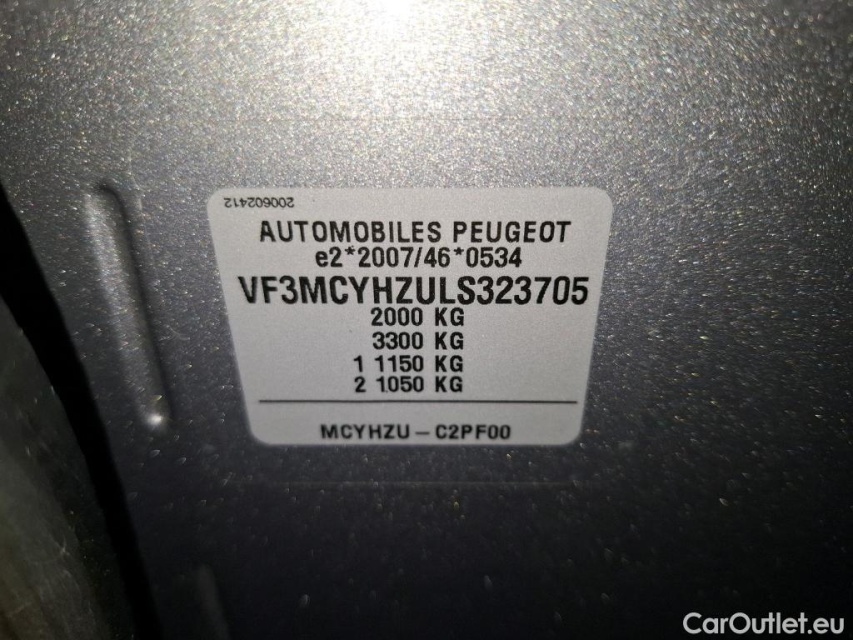 200602412
AUTOMOBILES PEUGEOT
e2*2007/46*0534
VF3MCYHZULS323705
2000 KG
3300 KG
1 1150 KG
2 1050 KG
MCYHZU - C2PF00
CarOutlet.eu